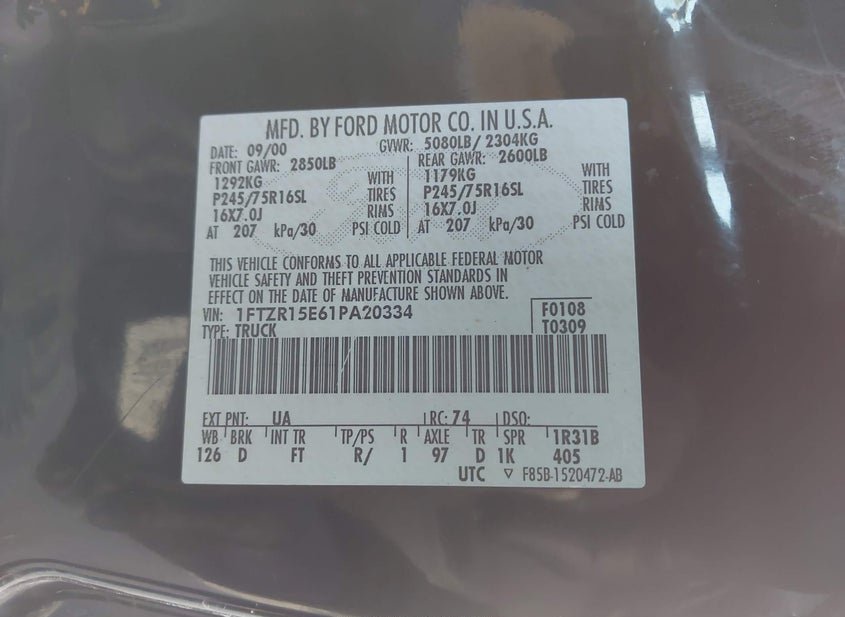 MFD. BY FORD MOTOR CO. IN U.S.A.
DATE: 09/00 GVWR: 5080LB/ 2304KG
FRONT GAWR: 2850LB REAR GAWR: 2600LB
1292KG WITH 1179KG WITH
P245/75R16SL TIRES P245/75R16SL TIRES
16X7.0J RIMS 16X7.0J RIMS
AT 207 kPa/30 PSI COLD AT 207 kPa/30 PSI COLD
THIS VEHICLE CONFORMS TO ALL APPLICABLE FEDERAL MOTOR
VEHICLE SAFETY AND THEFT PREVENTION STANDARDS IN
EFFECT ON THE DATE OF MANUFACTURE SHOWN ABOVE.
VIN: 1FTZR15E61PA20334 F0108
TYPE: TRUCK T0309
EXT PNT: UA RC: 74 DSO:
WB BRK INT TR TP/PS R AXLE TR SPR 1R31B
126 D FT R/ 1 97 D 1K 405
UTC ▽ F85B-1520472-AB